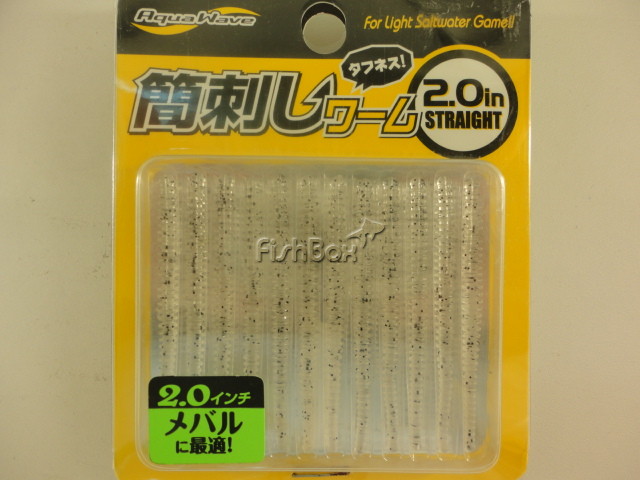 AquaWave
For Light Saltwater Game!!
タフネス!
簡刺しワーム
2.0in
STRAIGHT
FishBox
2.0インチ
メバル
に最適!